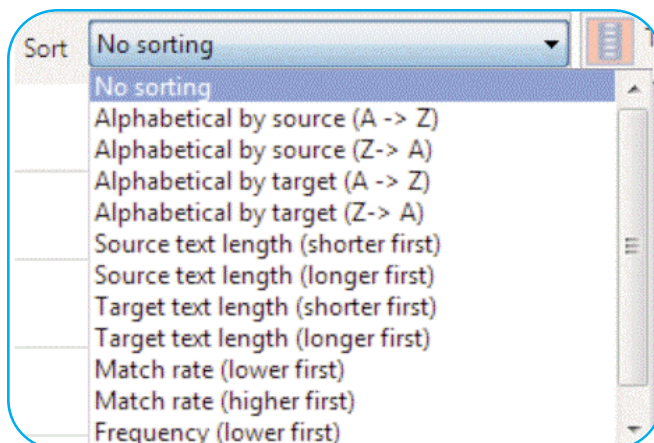 Sort No sorting
No sorting
Alphabetical by source (A -> Z)
Alphabetical by source (Z-> A)
Alphabetical by target (A -> Z)
Alphabetical by target (Z-> A)
Source text length (shorter first)
Source text length (longer first)
Target text length (shorter first)
Target text length (longer first)
Match rate (lower first)
Match rate (higher first)
Frequency (lower first)